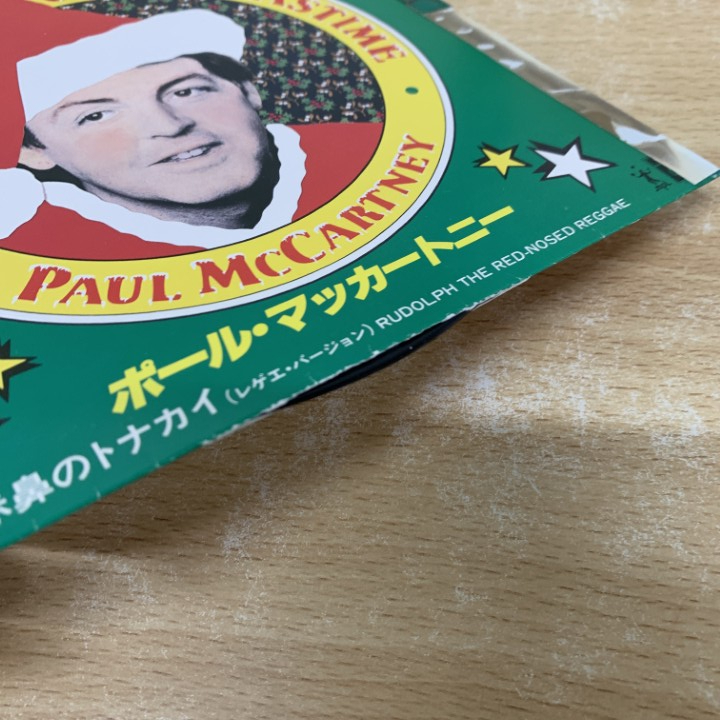 STIME
PAUL McCARTNEY
ポール・マッカートニー
鼻のトナカイ(レゲエ・バージョン) RUDOLPH THE RED-NOSED REGGAE